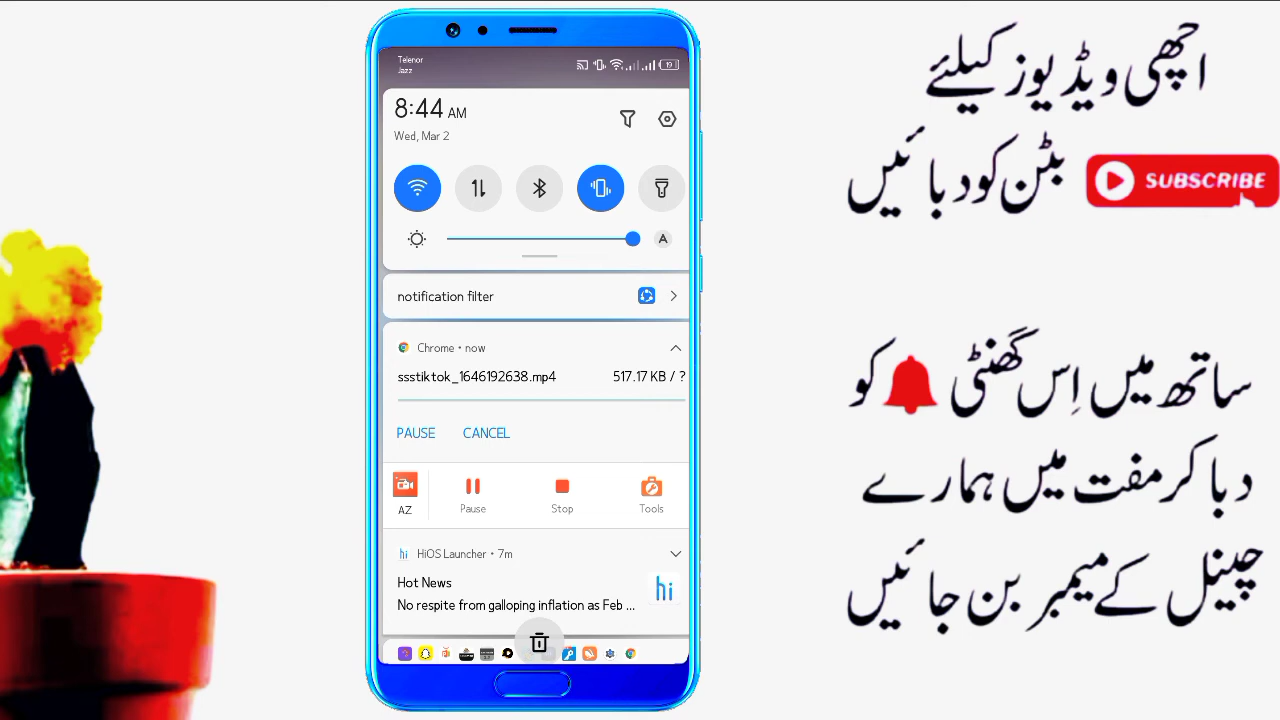 Telenor
Jazz
19
8:44 AM
Wed, Mar 2
A
notification filter
Chrome • now
ssstiktok_1646192638.mp4 517.17 KB / ?
PAUSE CANCEL
AZ Pause Stop Tools
HiOS Launcher • 7m
Hot News
No respite from galloping inflation as Feb ...
hi
اچھی ویڈیوز کیلئے
SUBSCRIBE بٹن کو دبائیں
ساتھ میں اِس گھنٹی کو
دبا کر مفت میں ہمارے
چینل کے میمبر بن جائیں